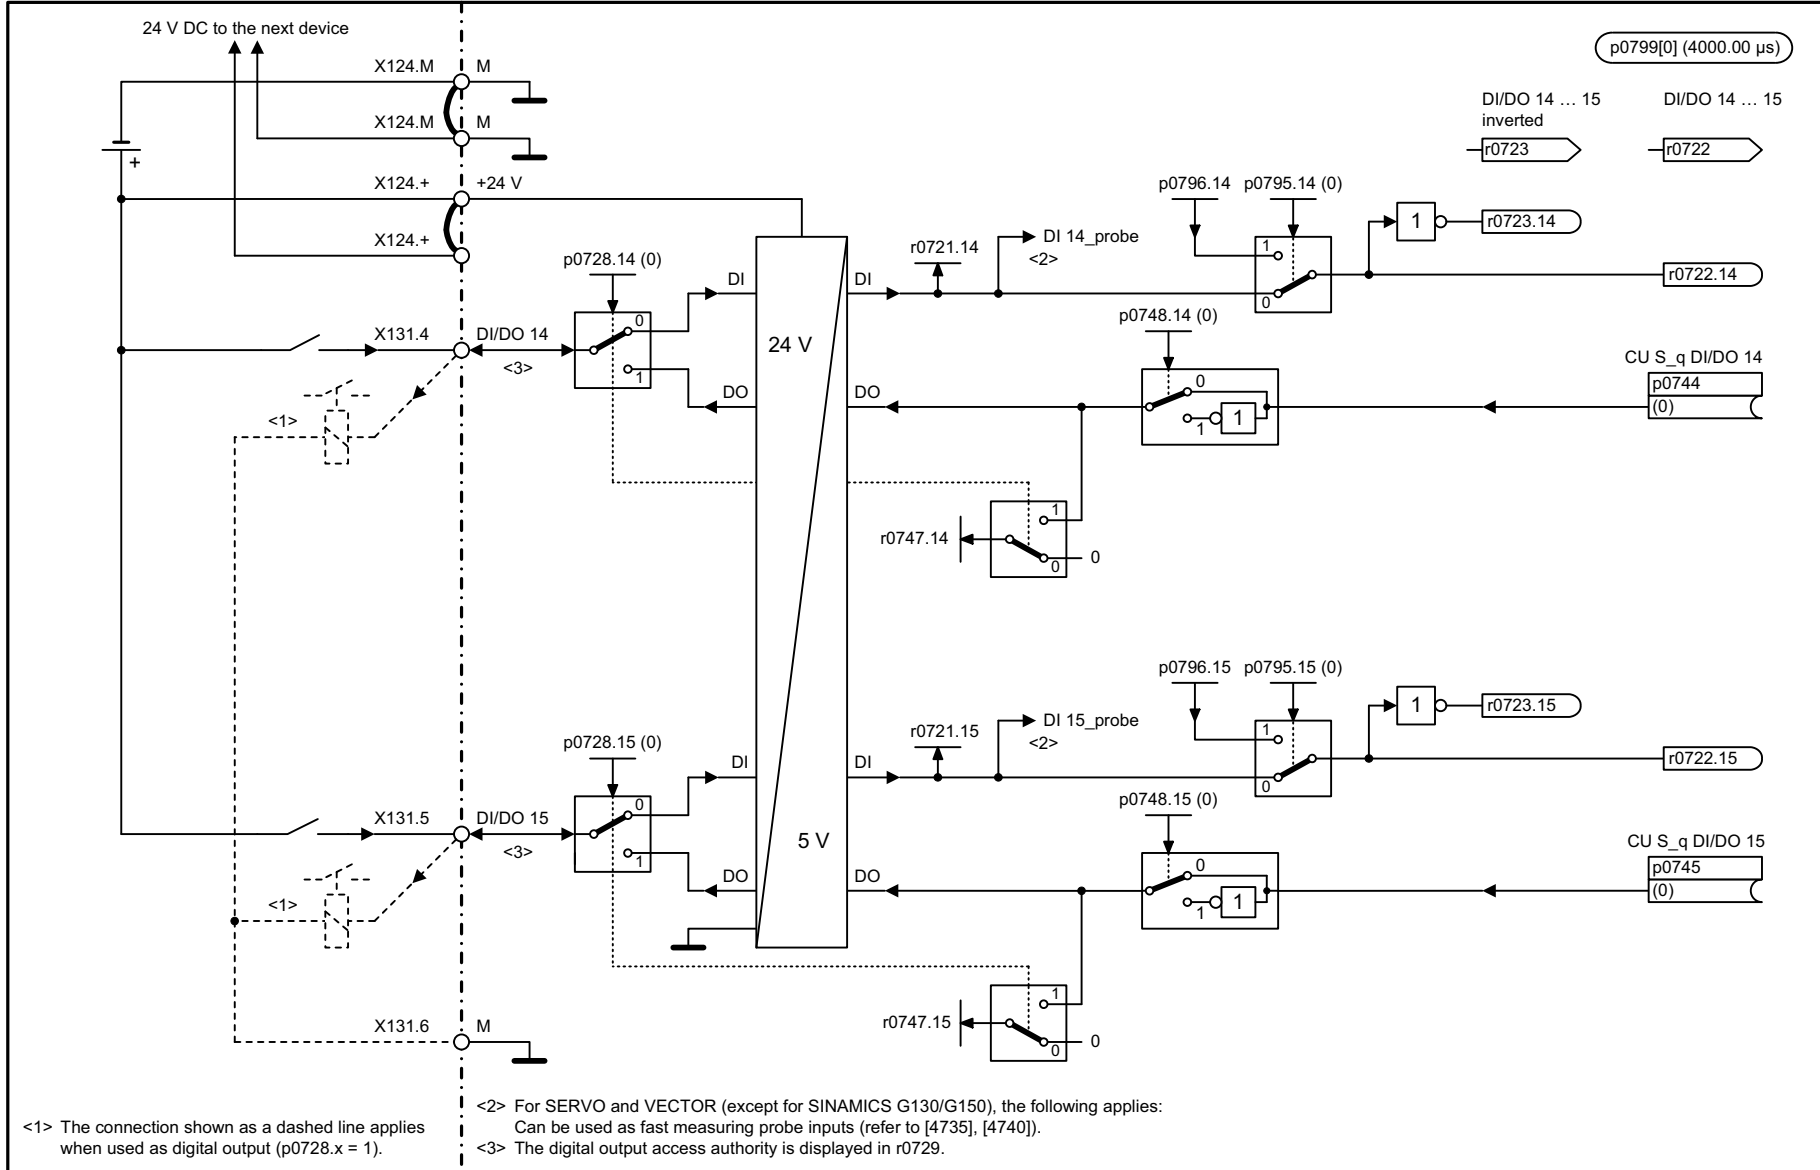 24 V DC to the next device
p0799[0] (4000.00 µs)
X124.M M
DI/DO 14 … 15 DI/DO 14 … 15
inverted
X124.M M
r0723 r0722
+
X124.+ +24 V
p0796.14 p0795.14 (0)
1 r0723.14
X124.+
r0721.14
DI 14_probe
<2>
1
p0728.14 (0)
DI DI
r0722.14
0
X131.4 DI/DO 14
0
24 V
p0748.14 (0)
<3>
CU S_q DI/DO 14
1
0
p0744
DO DO
(0)
1 1
<1>
1
r0747.14
0 0
p0796.15 p0795.15 (0)
1 r0723.15
r0721.15
DI 15_probe
<2>
1
p0728.15 (0)
DI DI
r0722.15
0
X131.5 DI/DO 15
0
p0748.15 (0)
5 V
<3>
CU S_q DI/DO 15
1
0
p0745
DO DO
(0)
1 1
<1>
1
r0747.15
0 0
X131.6 M
<1> The connection shown as a dashed line applies
when used as digital output (p0728.x = 1).
<2> For SERVO and VECTOR (except for SINAMICS G130/G150), the following applies:
Can be used as fast measuring probe inputs (refer to [4735], [4740]).
<3> The digital output access authority is displayed in r0729.